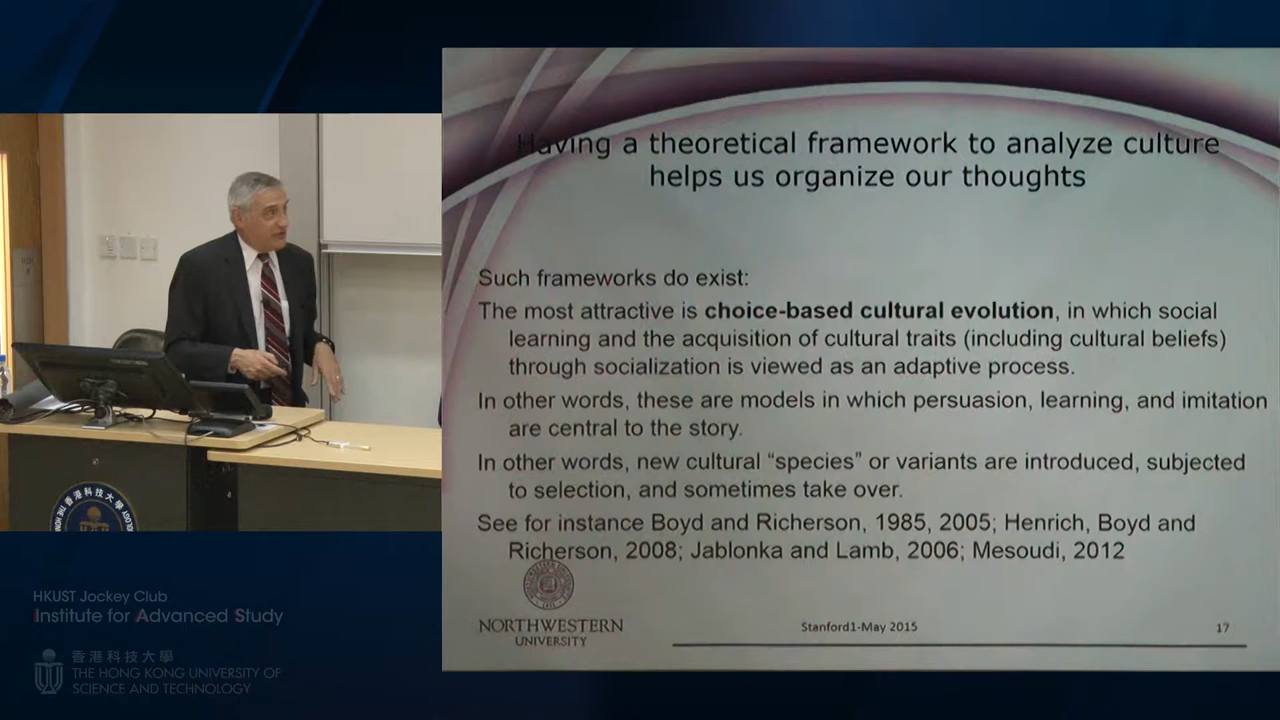 Having a theoretical framework to analyze culture
helps us organize our thoughts
Such frameworks do exist:
The most attractive is choice-based cultural evolution, in which social
learning and the acquisition of cultural traits (including cultural beliefs)
through socialization is viewed as an adaptive process.
In other words, these are models in which persuasion, learning, and imitation
are central to the story.
In other words, new cultural “species” or variants are introduced, subjected
to selection, and sometimes take over.
See for instance Boyd and Richerson, 1985, 2005; Henrich, Boyd and
Richerson, 2008; Jablonka and Lamb, 2006; Mesoudi, 2012
NORTHWESTERN
UNIVERSITY
Stanford1-May 2015
17
香港科技大學
HKUST Jockey Club
Institute for Advanced Study
香港科技大學
THE HONG KONG UNIVERSITY OF
SCIENCE AND TECHNOLOGY